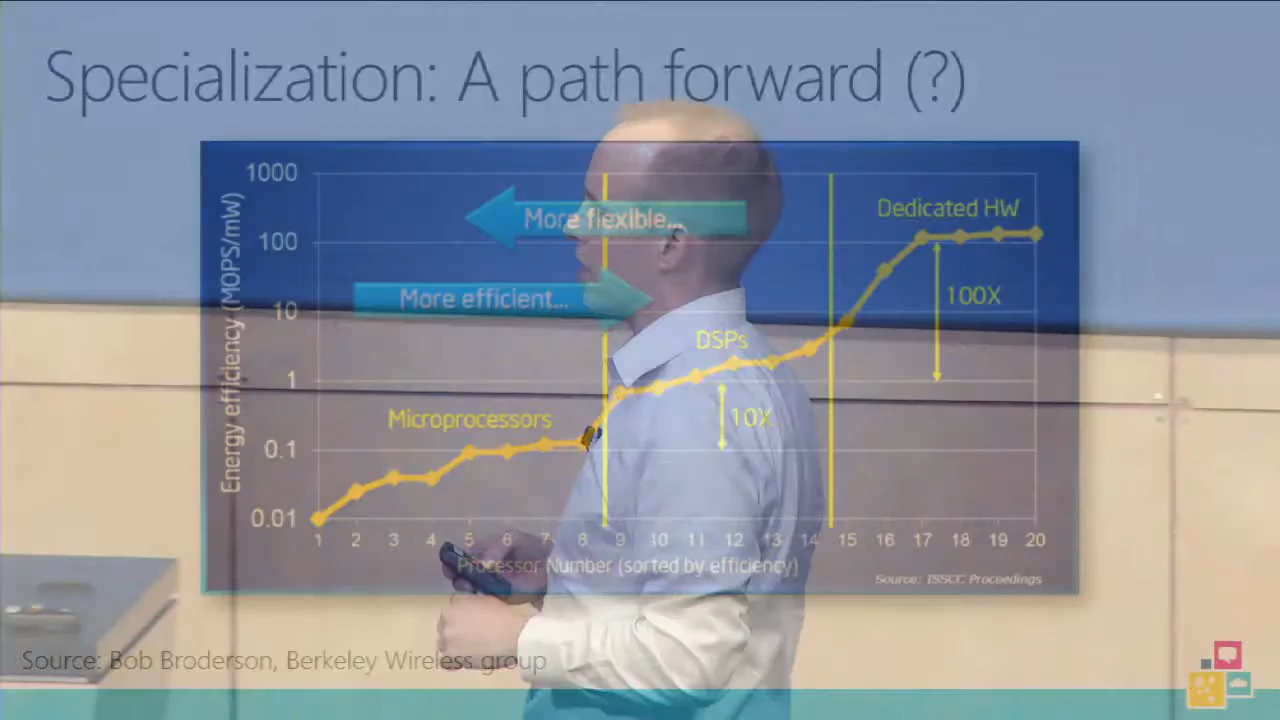 Specialization: A path forward (?)
1000
100
10
1
0.1
0.01
Energy efficiency (MOPS/mW)
More flexible...
More efficient...
Microprocessors
DSPs
10X
Dedicated HW
100X
1 2 3 4 5 6 7 8 9 10 11 12 13 14 15 16 17 18 19 20
Processor Number (sorted by efficiency)
Source: ISSCC Proceedings
Source: Bob Broderson, Berkeley Wireless group